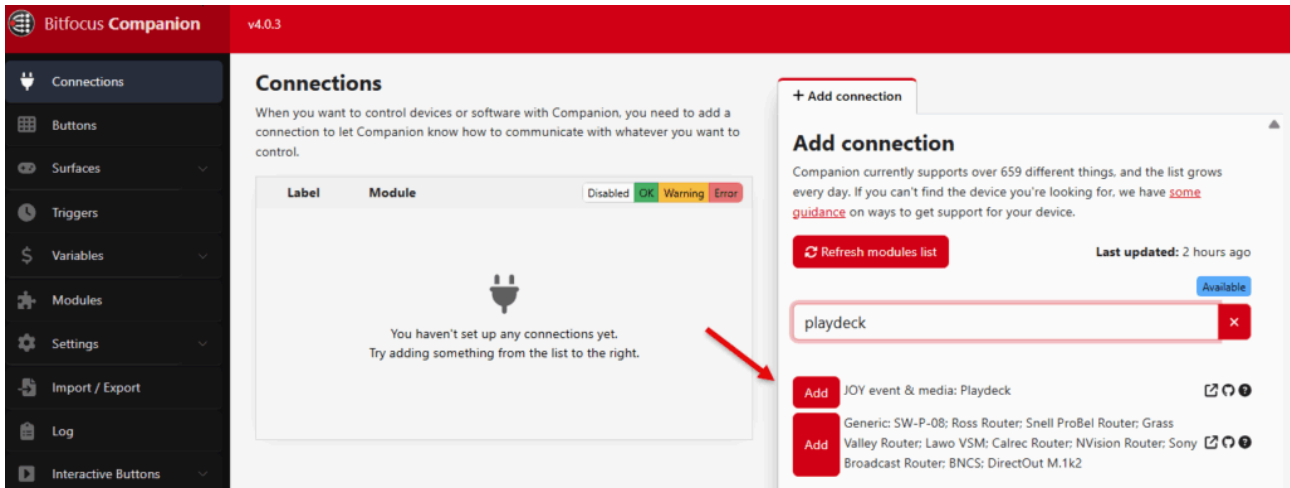 Bitfocus Companion
v4.0.3
Connections
Buttons
Surfaces
Triggers
Variables
Modules
Settings
Import / Export
Log
Interactive Buttons
Connections
When you want to control devices or software with Companion, you need to add a
connection to let Companion know how to communicate with whatever you want to
control.
Label Module Disabled OK Warning Error
You haven't set up any connections yet.
Try adding something from the list to the right.
+ Add connection
Add connection
Companion currently supports over 659 different things, and the list grows
every day. If you can't find the device you're looking for, we have some
guidance on ways to get support for your device.
Refresh modules list Last updated: 2 hours ago
Available
playdeck
Add JOY event & media: Playdeck
Generic: SW-P-08; Ross Router; Snell ProBel Router; Grass
Add Valley Router; Lawo VSM; Calrec Router; NVision Router; Sony
Broadcast Router; BNCS; DirectOut M.1k2